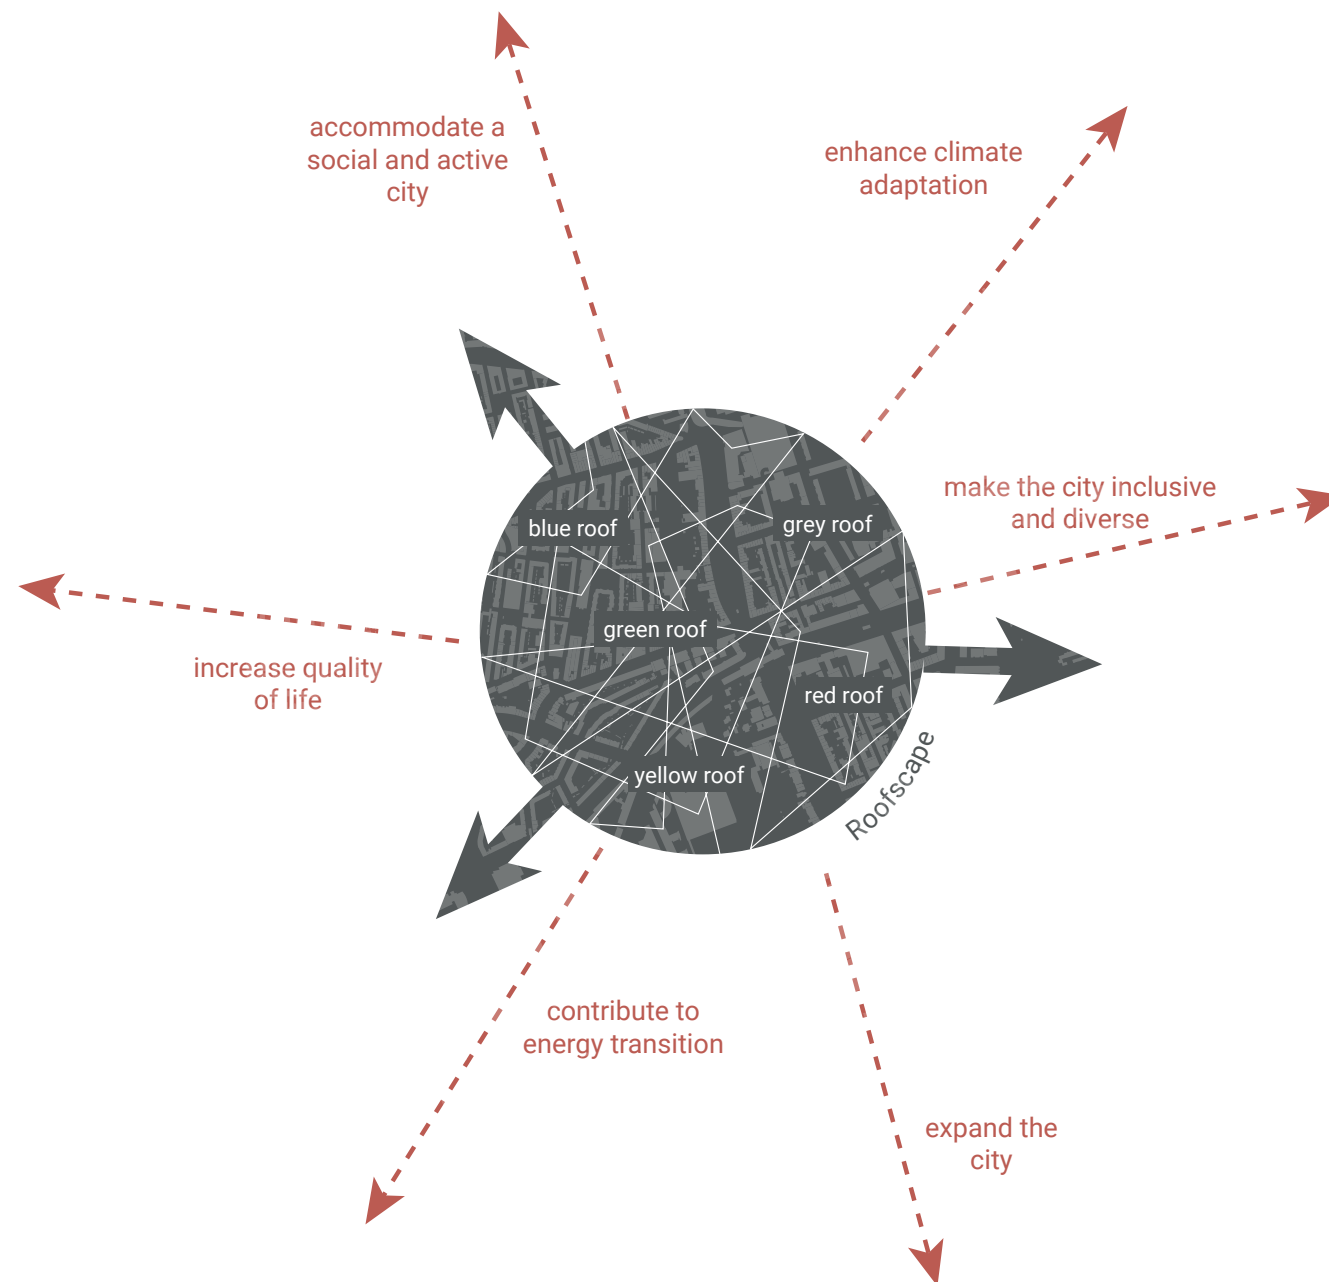 accommodate a
social and active
city
enhance climate
adaptation
make the city inclusive
and diverse
blue roof
grey roof
green roof
increase quality
of life
red roof
yellow roof
Roofscape
contribute to
energy transition
expand the
city